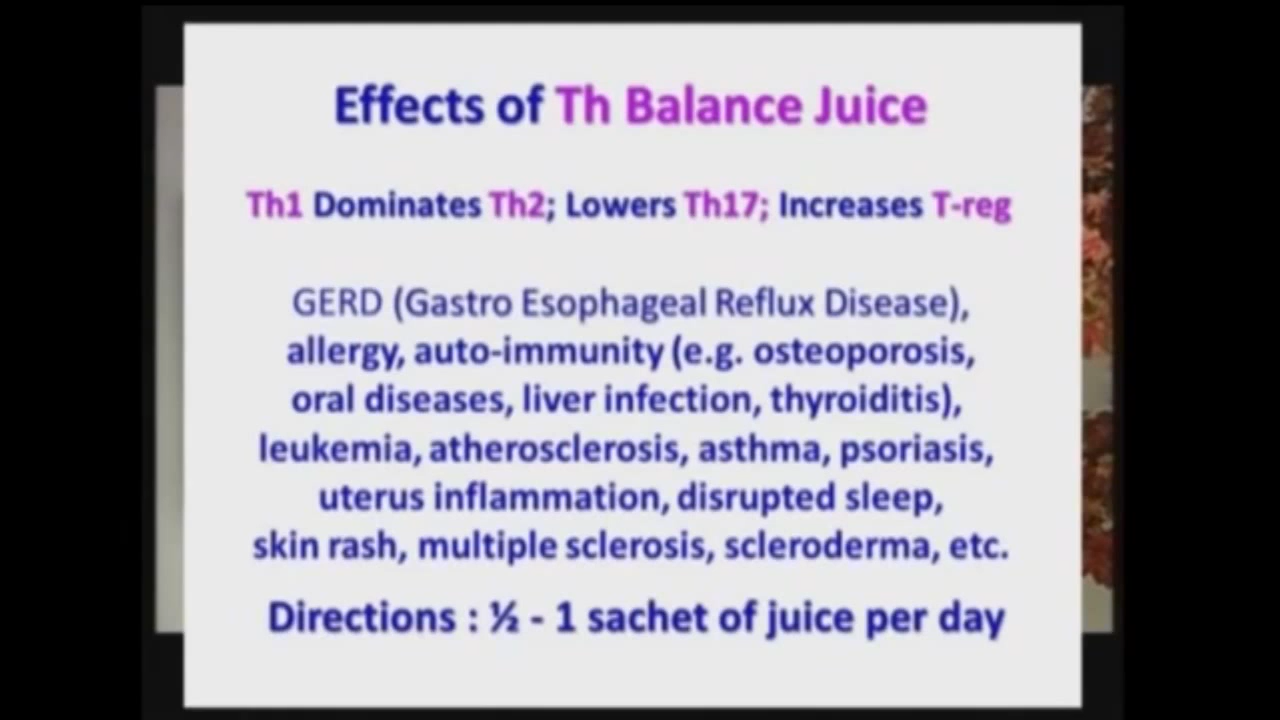 Effects of Th Balance Juice
Th1 Dominates Th2; Lowers Th17; Increases T-reg
GERD (Gastro Esophageal Reflux Disease),
allergy, auto-immunity (e.g. osteoporosis,
oral diseases, liver infection, thyroiditis),
leukemia, atherosclerosis, asthma, psoriasis,
uterus inflammation, disrupted sleep,
skin rash, multiple sclerosis, scleroderma, etc.
Directions : ½ - 1 sachet of juice per day